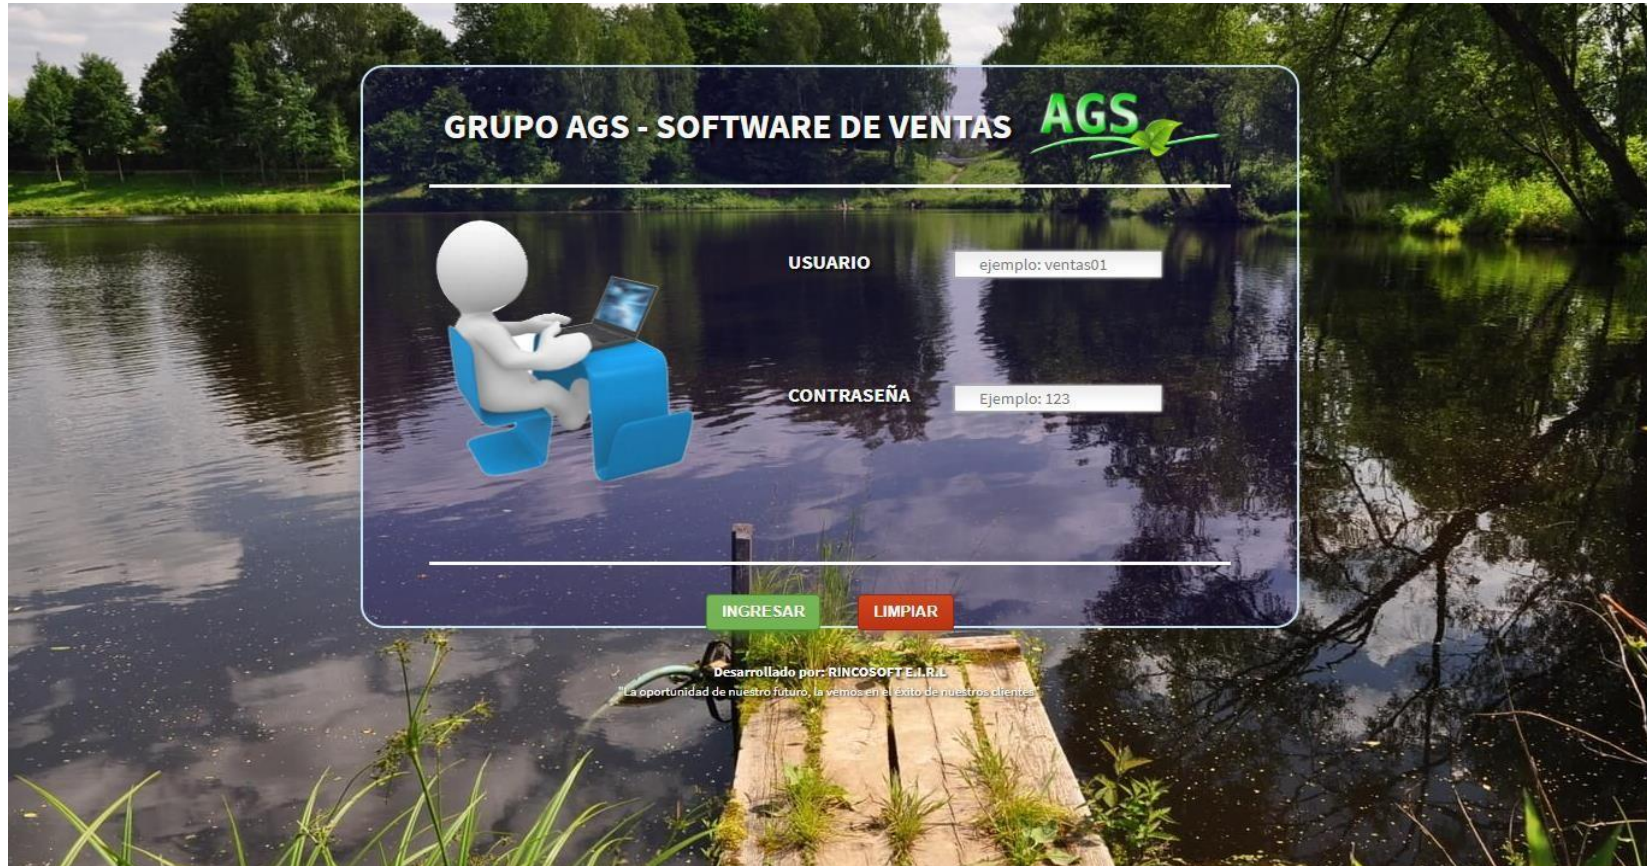 GRUPO AGS - SOFTWARE DE VENTAS
AGS
USUARIO
ejemplo: ventas01
CONTRASEÑA
Ejemplo: 123
INGRESAR
LIMPIAR
Desarrollado por: RINCOSOFT E.I.R.L
"La oportunidad de nuestro futuro, la vemos en el éxito de nuestros clientes"